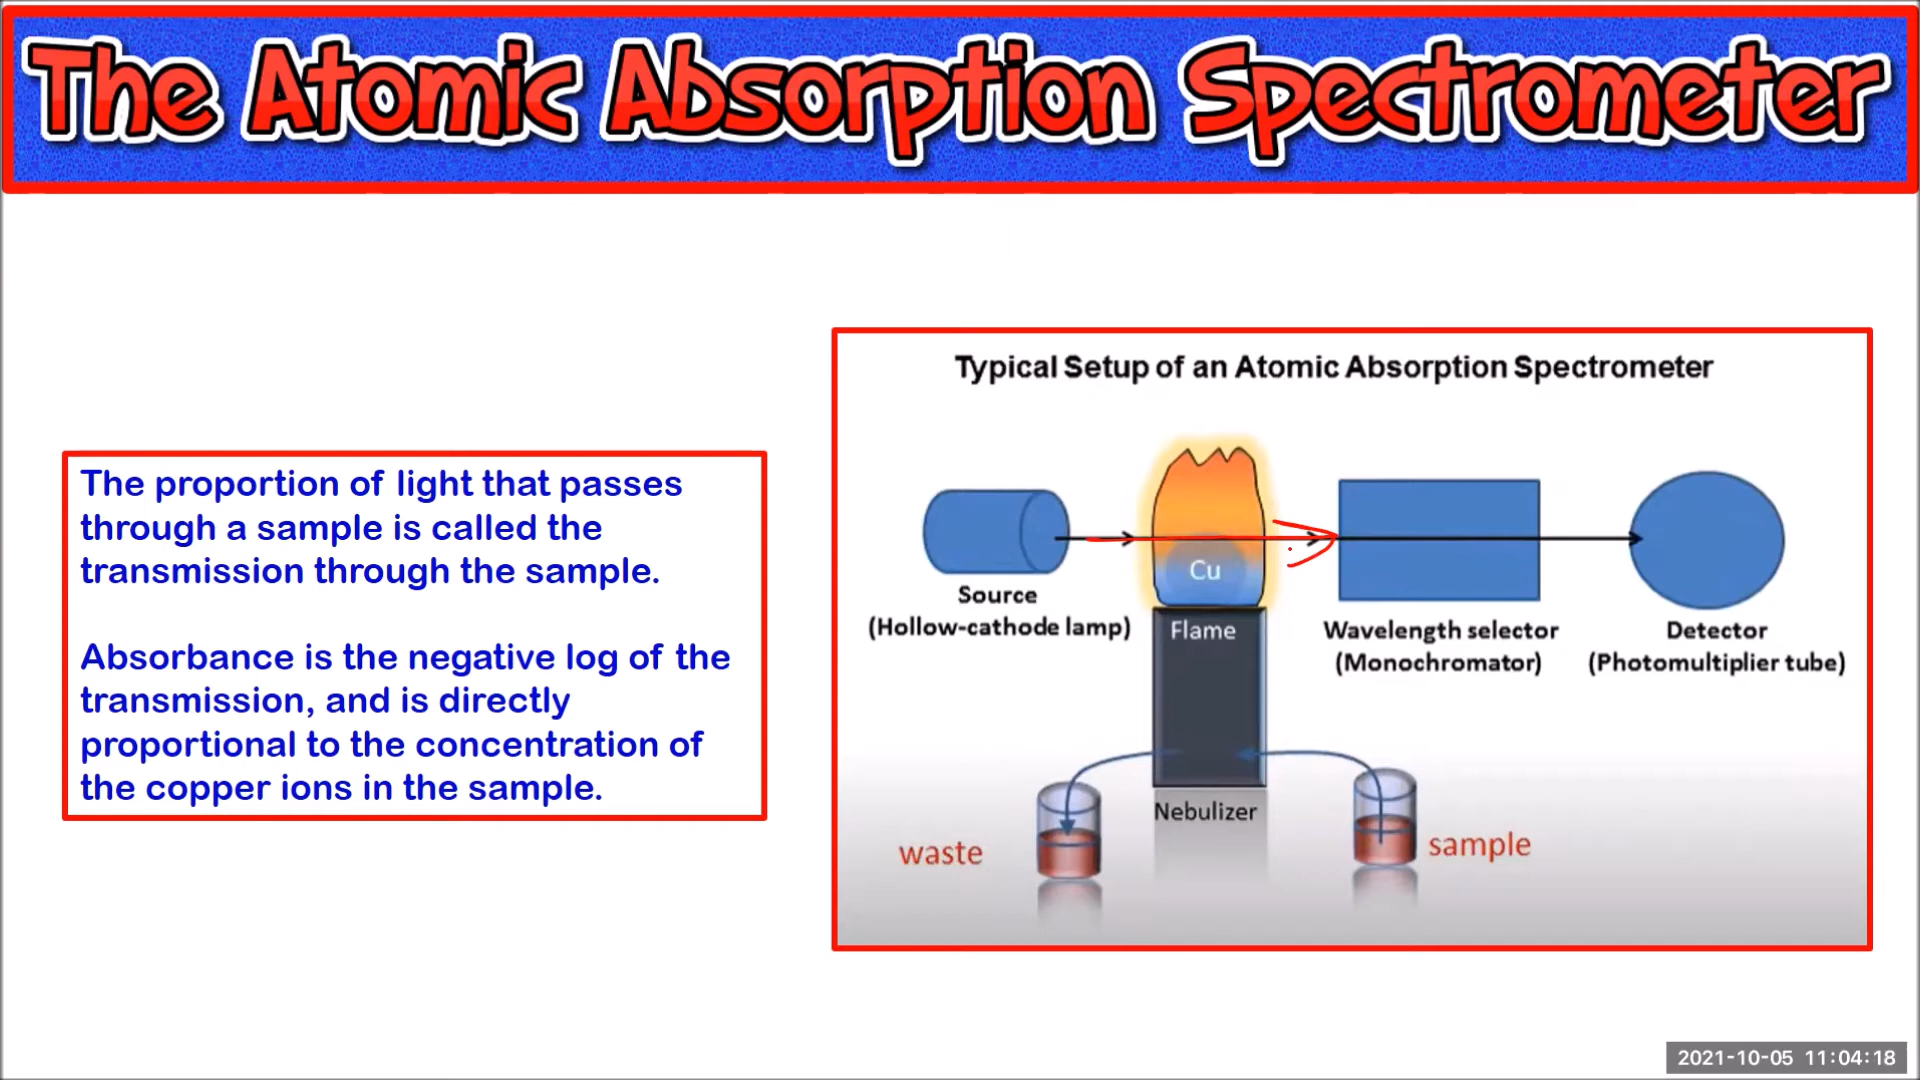 The Atomic Absorption Spectrometer
The proportion of light that passes
through a sample is called the
transmission through the sample.
Absorbance is the negative log of the
transmission, and is directly
proportional to the concentration of
the copper ions in the sample.
Typical Setup of an Atomic Absorption Spectrometer
Cu
Source
(Hollow-cathode lamp)
Flame
Wavelength selector
(Monochromator)
Detector
(Photomultiplier tube)
Nebulizer
waste
sample
2021-10-05 11:04:18